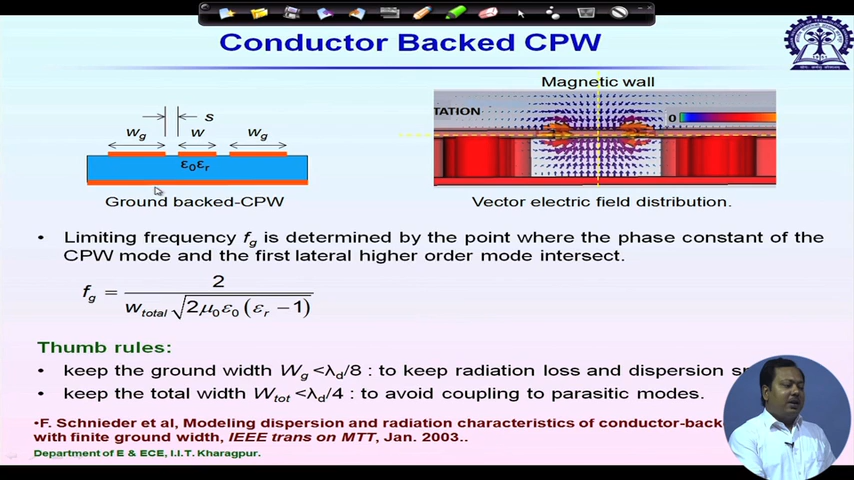 Conductor Backed CPW
Magnetic wall
TATION
0
s
wg w wg
ε0εr
Ground backed-CPW
Vector electric field distribution.
• Limiting frequency fg is determined by the point where the phase constant of the
CPW mode and the first lateral higher order mode intersect.
fg = 2 / wtotal √2μ0ε0(εr − 1)
Thumb rules:
• keep the ground width Wg <λd/8 : to keep radiation loss and dispersion
• keep the total width Wtot <λd/4 : to avoid coupling to parasitic modes.
•F. Schnieder et al, Modeling dispersion and radiation characteristics of conductor-backed
with finite ground width, IEEE trans on MTT, Jan. 2003..
Department of E & ECE, I.I.T. Kharagpur.